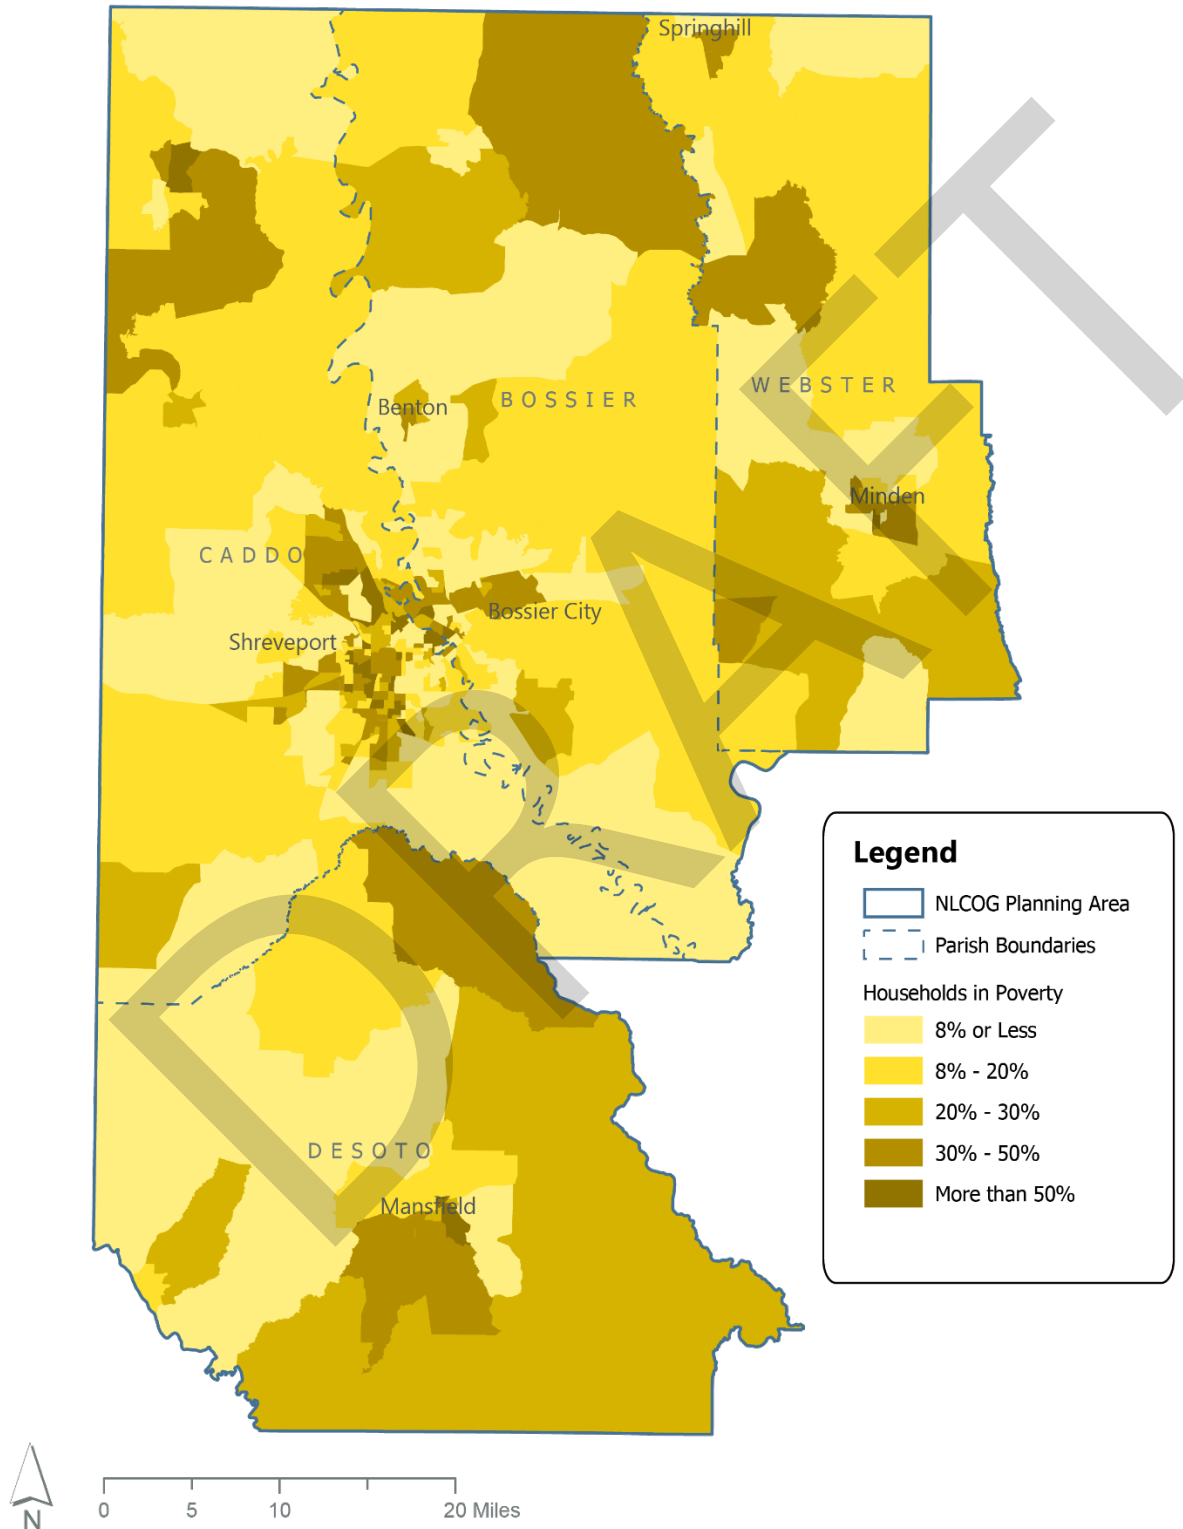 Springhill
BOSSIER
WEBSTER
Benton
Minden
CADDO
Bossier City
Shreveport
DESOTO
Mansfield
DRAFT
Legend
NLCOG Planning Area
Parish Boundaries
Households in Poverty
8% or Less
8% - 20%
20% - 30%
30% - 50%
More than 50%
N
0 5 10 20 Miles